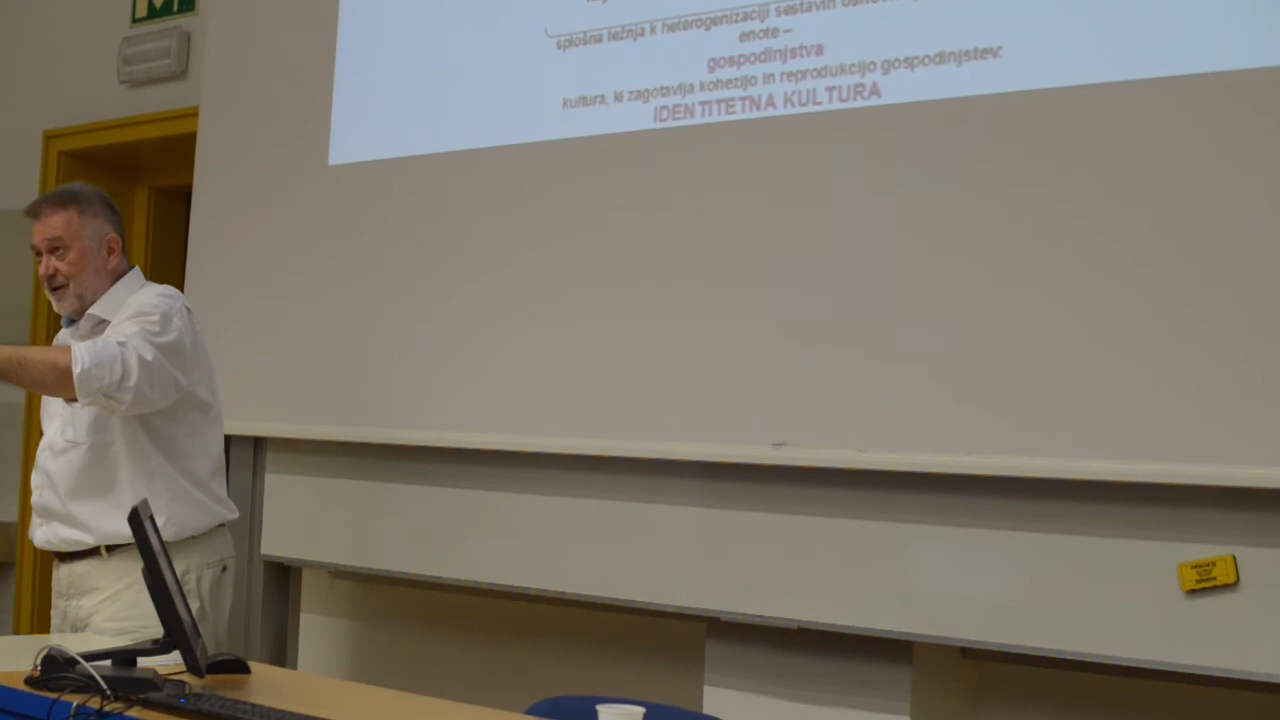 splošna težnja k heterogenizaciji sestavin
enote –
gospodinjstva
kultura, ki zagotavlja kohezijo in reprodukcijo gospodinjstev:
IDENTITETNA KULTURA